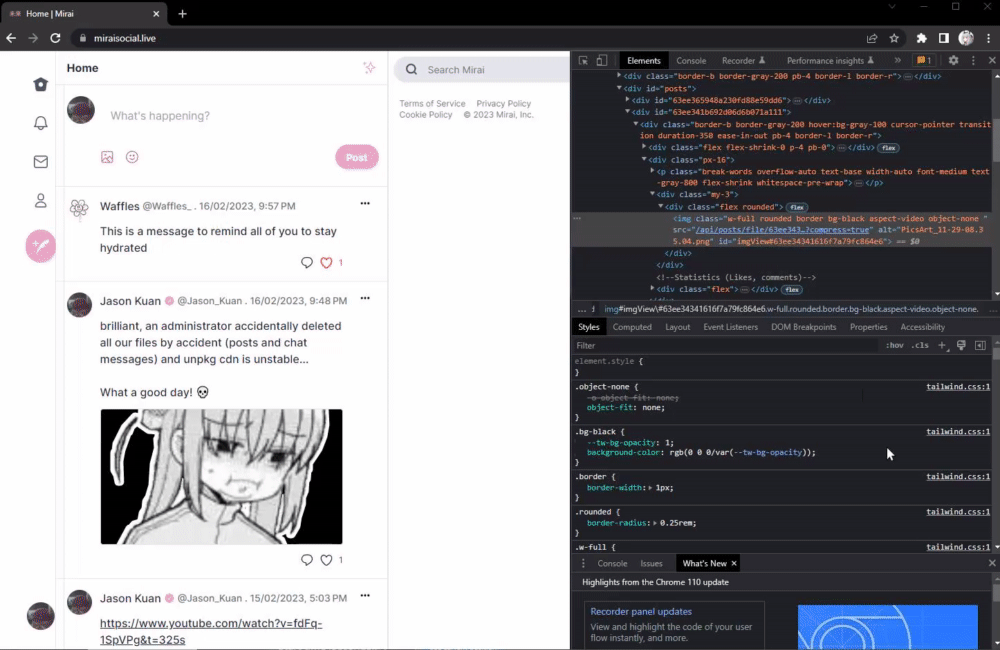 Home | Mirai
miraisocial.live
Home
What's happening?
Post
Waffles @Waffles_ . 16/02/2023, 9:57 PM
This is a message to remind all of you to stay
hydrated
1
Jason Kuan @Jason_Kuan . 16/02/2023, 9:48 PM
brilliant, an administrator accidentally deleted
all our files by accident (posts and chat
messages) and unpkg cdn is unstable...
What a good day! 💀
1
Jason Kuan @Jason_Kuan . 15/02/2023, 5:03 PM
https://www.youtube.com/watch?v=fdFq-
1SpVPg&t=325s
Search Mirai
Terms of Service Privacy Policy
Cookie Policy © 2023 Mirai, Inc.
Elements Console Recorder Performance insights » 1
<div class="border-b border-gray-200 pb-4 border-l border-r">⋯</div>
<div id="posts">
<div id="63ee365948a230fd88e59dd6">⋯</div>
<div id="63ee341b692d06d6b071a111">
<div class="border-b border-gray-200 hover:bg-gray-100 cursor-pointer transit
ion duration-350 ease-in-out pb-4 border-l border-r">
<div class="flex flex-shrink-0 p-4 pb-0">⋯</div> flex
<div class="px-16">
<p class="break-words overflow-auto text-base width-auto font-medium text
-gray-800 flex-shrink whitespace-pre-wrap">⋯</p>
<div class="my-3">
<div class="flex rounded"> flex
<img class="w-full rounded border bg-black aspect-video object-none "
src="/api/posts/file/63ee343…?compress=true" alt="PicsArt_11-29-08.3
5.04.png" id="imgView#63ee34341616f7a79fc864e6"> == $0
</div>
</div>
<!--Statistics (Likes, comments)-->
<div class="flex">⋯</div> flex
… img#imgView\#63ee34341616f7a79fc864e6.w-full.rounded.border.bg-black.aspect-video.object-none.
Styles Computed Layout Event Listeners DOM Breakpoints Properties Accessibility
Filter :hov .cls +
element.style {
}
.object-none { tailwind.css:1
-o-object-fit: none;
object-fit: none;
}
.bg-black { tailwind.css:1
--tw-bg-opacity: 1;
background-color: rgb(0 0 0/var(--tw-bg-opacity));
}
.border { tailwind.css:1
border-width: 1px;
}
.rounded { tailwind.css:1
border-radius: 0.25rem;
}
.w-full { tailwind.css:1
Console Issues What's New
Highlights from the Chrome 110 update
Recorder panel updates
View and highlight the code of your user
flow instantly, and more.